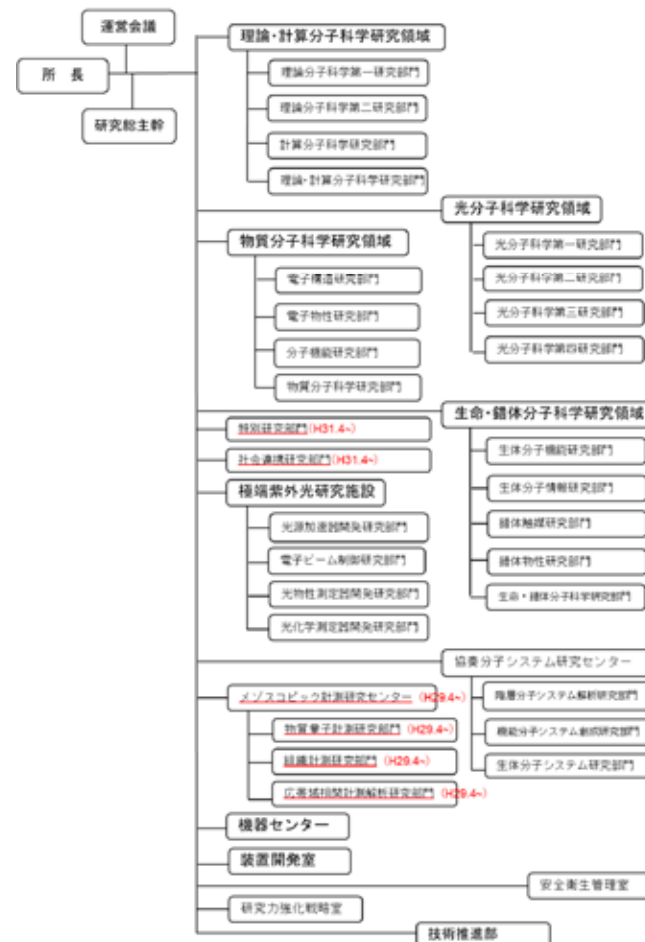 運営会議
所　長
研究総主幹
理論・計算分子科学研究領域
理論分子科学第一研究部門
理論分子科学第二研究部門
計算分子科学研究部門
理論・計算分子科学研究部門
光分子科学研究領域
光分子科学第一研究部門
光分子科学第二研究部門
光分子科学第三研究部門
光分子科学第四研究部門
物質分子科学研究領域
電子構造研究部門
電子物性研究部門
分子機能研究部門
物質分子科学研究部門
生命・錯体分子科学研究領域
生体分子機能研究部門
生体分子情報研究部門
錯体触媒研究部門
錯体物性研究部門
生命・錯体分子科学研究部門
特別研究部門(H31.4~)
社会連携研究部門(H31.4~)
極端紫外光研究施設
光源加速器開発研究部門
電子ビーム制御研究部門
光物性測定器開発研究部門
光化学測定器開発研究部門
協奏分子システム研究センター
階層分子システム解析研究部門
機能分子システム創成研究部門
生体分子システム研究部門
メゾスコピック計測研究センター (H29.4~)
物質量子計測研究部門 (H29.4~)
組織計測研究部門 (H29.4~)
広帯域相関計測解析研究部門 (H29.4~)
機器センター
装置開発室
安全衛生管理室
研究力強化戦略室
技術推進部